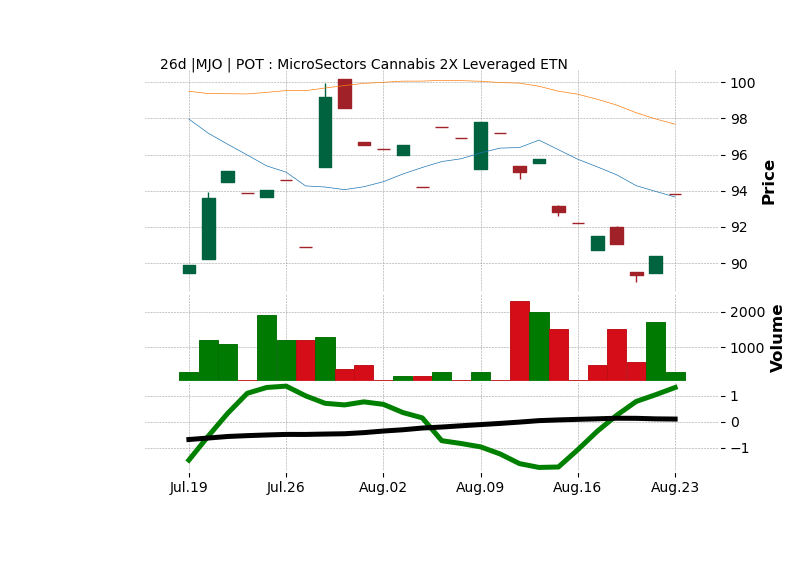 26d |MJO | POT : MicroSectors Cannabis 2X Leveraged ETN
100
98
96
94
92
90
Price
2000
1000
Volume
1
0
−1
Jul.19 Jul.26 Aug.02 Aug.09 Aug.16 Aug.23